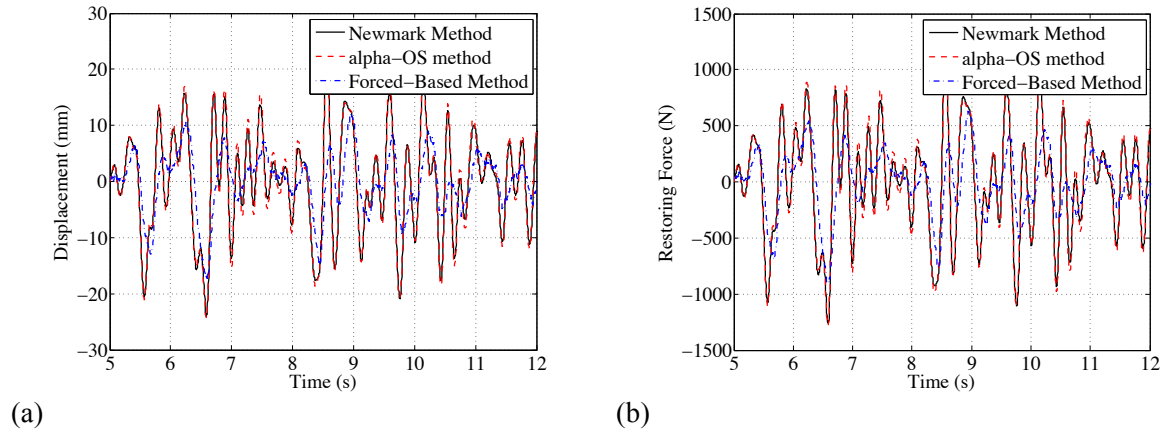 30
20
10
0
−10
−20
−30
5
6
7
8
9
10
11
12
Time (s)
Displacement (mm)
Newmark Method
alpha−OS method
Forced−Based Method
(a)
1500
1000
500
0
−500
−1000
−1500
5
6
7
8
9
10
11
12
Time (s)
Restoring Force (N)
Newmark Method
alpha−OS method
Forced−Based Method
(b)